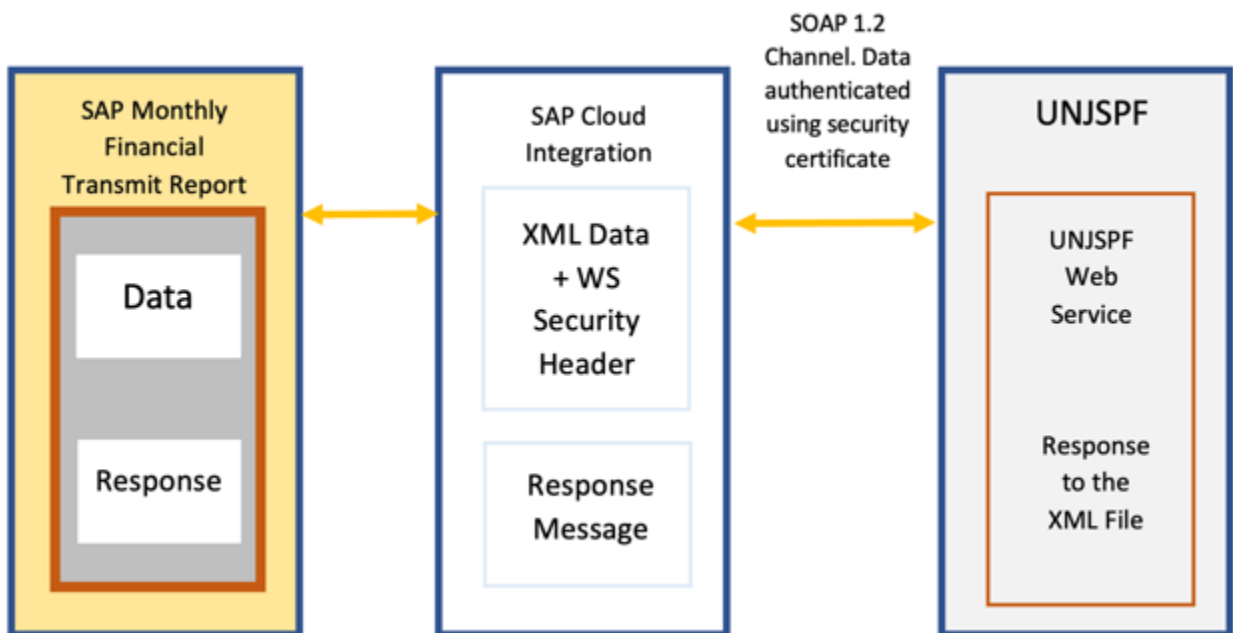 SAP Monthly
Financial
Transmit Report
Data
Response
SAP Cloud
Integration
XML Data
+ WS
Security
Header
Response
Message
SOAP 1.2
Channel. Data
authenticated
using security
certificate
UNJSPF
UNJSPF
Web
Service
Response
to the
XML File